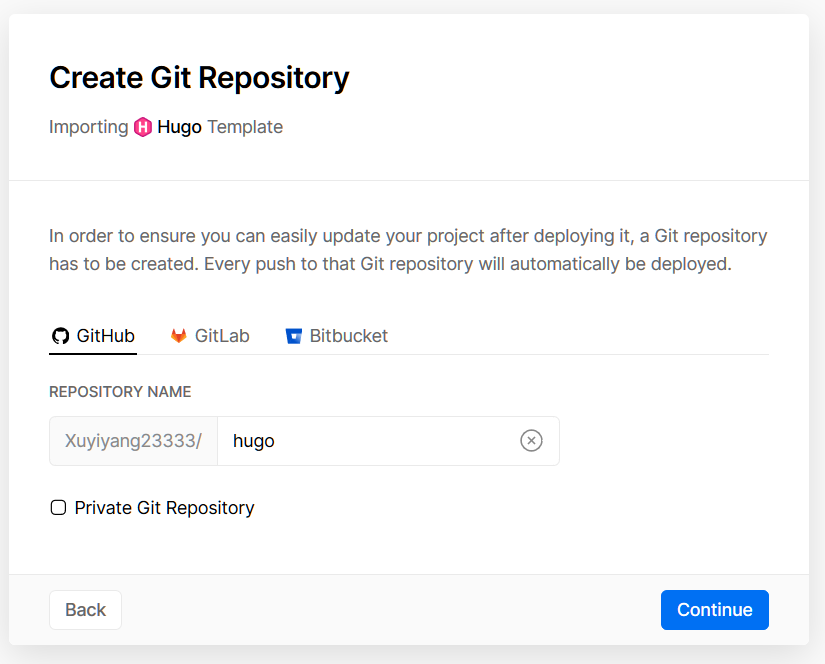 Create Git Repository
Importing Hugo Template
In order to ensure you can easily update your project after deploying it, a Git repository
has to be created. Every push to that Git repository will automatically be deployed.
GitHub GitLab Bitbucket
REPOSITORY NAME
Xuyiyang23333/ hugo
Private Git Repository
Back Continue